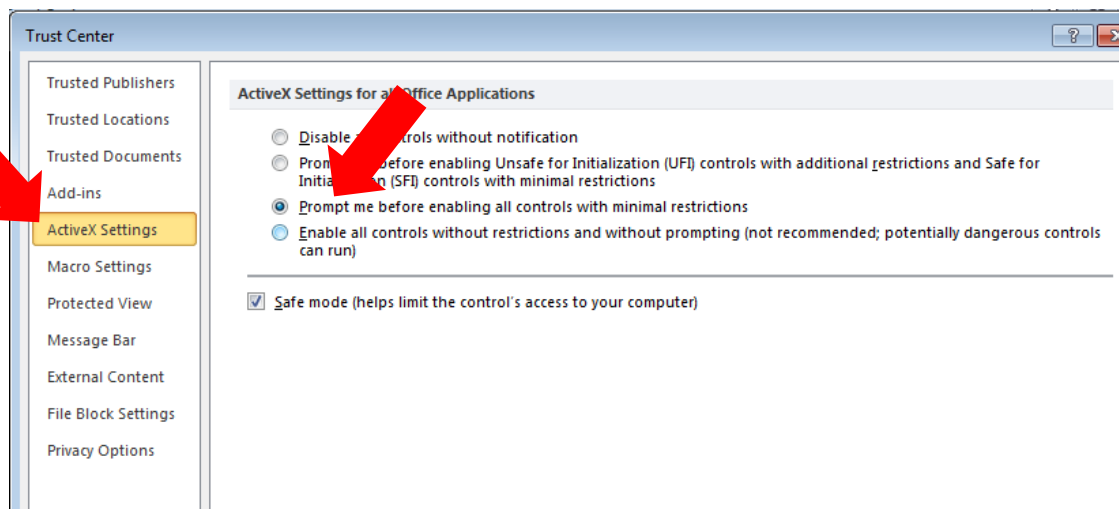 Trust Center
Trusted Publishers
Trusted Locations
Trusted Documents
Add-ins
ActiveX Settings
Macro Settings
Protected View
Message Bar
External Content
File Block Settings
Privacy Options
ActiveX Settings for all Office Applications
Disable controls without notification
before enabling Unsafe for Initialization (UFI) controls with additional restrictions and Safe for
(SFI) controls with minimal restrictions
Prompt me before enabling all controls with minimal restrictions
Enable all controls without restrictions and without prompting (not recommended; potentially dangerous controls
can run)
Safe mode (helps limit the control's access to your computer)